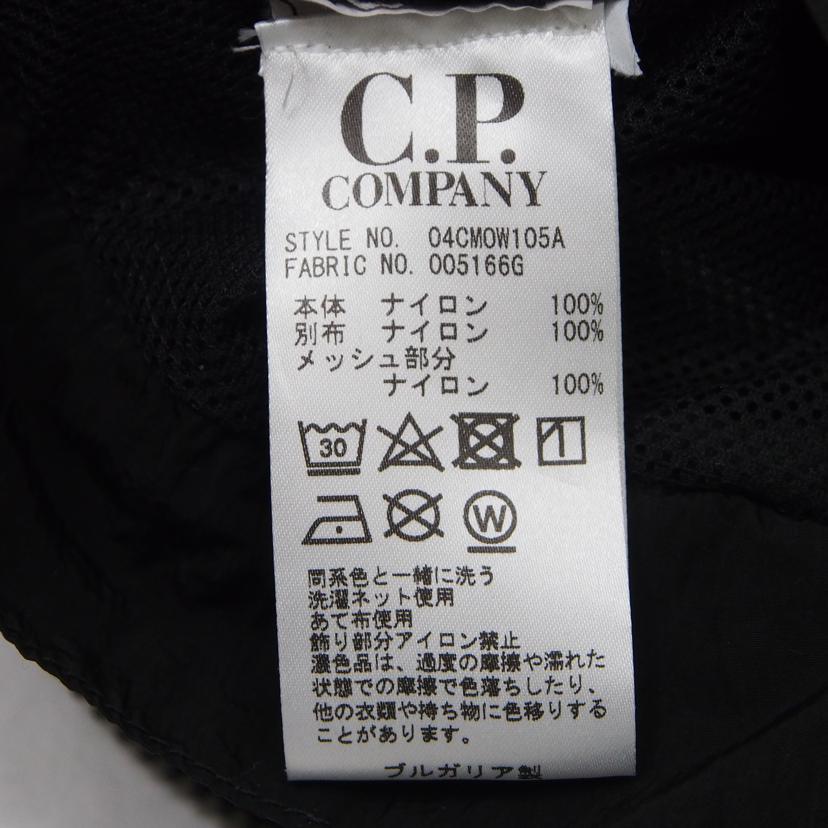 C.P.
COMPANY
STYLE NO. 04CMOW105A
FABRIC NO. 005166G
本体 ナイロン 100%
別布 ナイロン 100%
メッシュ部分
ナイロン 100%
30
W
同系色と一緒に洗う
洗濯ネット使用
あて布使用
飾り部分アイロン禁止
濃色品は、過度の摩擦や濡れた
状態での摩擦で色落ちしたり、
他の衣類や持ち物に色移りする
ことがあります。
ブルガリア製